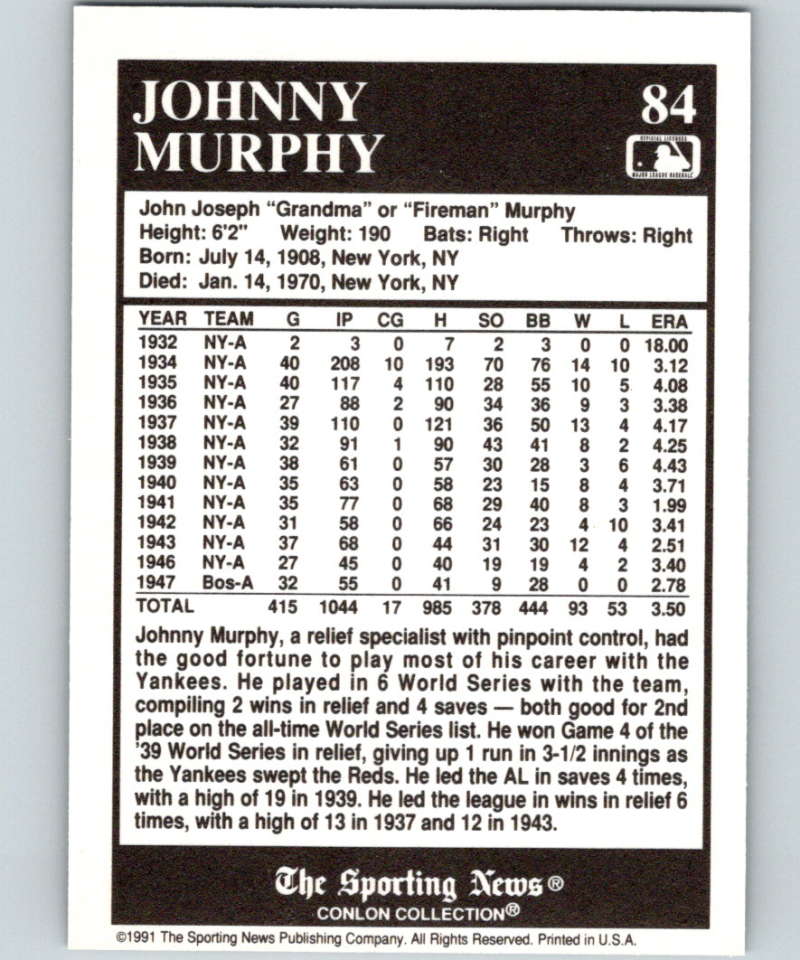 JOHNNY 84
MURPHY
OFFICIAL LICENSEE
MAJOR LEAGUE BASEBALL
John Joseph “Grandma” or “Fireman” Murphy
Height: 6'2" Weight: 190 Bats: Right Throws: Right
Born: July 14, 1908, New York, NY
Died: Jan. 14, 1970, New York, NY
YEAR TEAM G IP CG H SO BB W L ERA
1932 NY-A 2 3 0 7 2 3 0 0 18.00
1934 NY-A 40 208 10 193 70 76 14 10 3.12
1935 NY-A 40 117 4 110 28 55 10 5 4.08
1936 NY-A 27 88 2 90 34 36 9 3 3.38
1937 NY-A 39 110 0 121 36 50 13 4 4.17
1938 NY-A 32 91 1 90 43 41 8 2 4.25
1939 NY-A 38 61 0 57 30 28 3 6 4.43
1940 NY-A 35 63 0 58 23 15 8 4 3.71
1941 NY-A 35 77 0 68 29 40 8 3 1.99
1942 NY-A 31 58 0 66 24 23 4 10 3.41
1943 NY-A 37 68 0 44 31 30 12 4 2.51
1946 NY-A 27 45 0 40 19 19 4 2 3.40
1947 Bos-A 32 55 0 41 9 28 0 0 2.78
TOTAL 415 1044 17 985 378 444 93 53 3.50
Johnny Murphy, a relief specialist with pinpoint control, had
the good fortune to play most of his career with the
Yankees. He played in 6 World Series with the team,
compiling 2 wins in relief and 4 saves — both good for 2nd
place on the all-time World Series list. He won Game 4 of the
'39 World Series in relief, giving up 1 run in 3-1/2 innings as
the Yankees swept the Reds. He led the AL in saves 4 times,
with a high of 19 in 1939. He led the league in wins in relief 6
times, with a high of 13 in 1937 and 12 in 1943.
The Sporting News®
CONLON COLLECTION®
©1991 The Sporting News Publishing Company. All Rights Reserved. Printed in U.S.A.